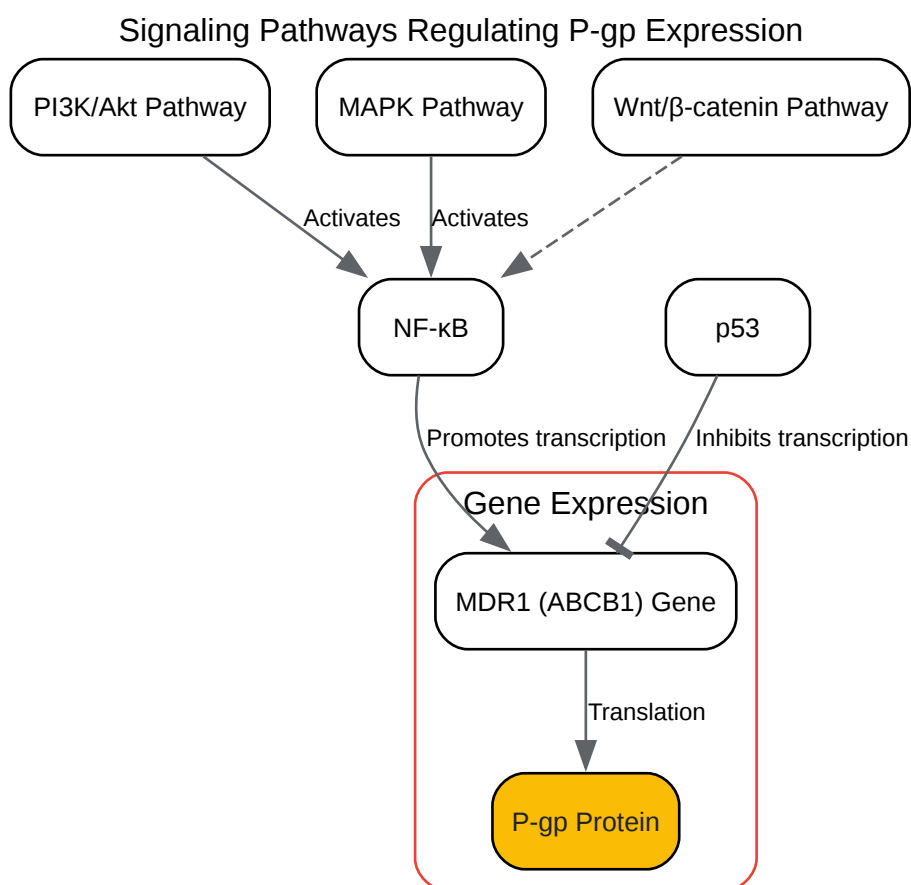 Signaling Pathways Regulating P-gp Expression
PI3K/Akt Pathway
MAPK Pathway
Wnt/β-catenin Pathway
Activates
Activates
NF-κB
p53
Promotes transcription
Inhibits transcription
Gene Expression
MDR1 (ABCB1) Gene
Translation
P-gp Protein